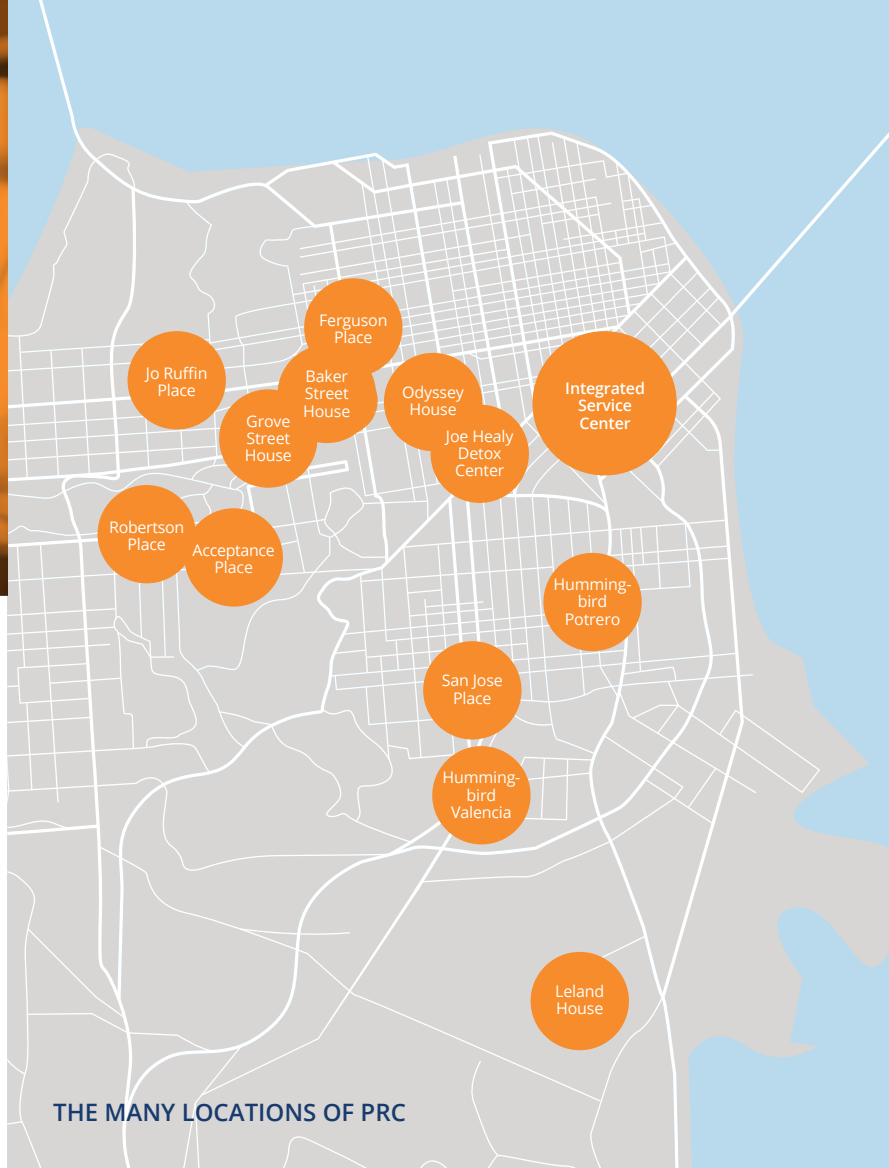 Ferguson
Place
Jo Ruffin
Place
Baker
Street
House
Odyssey
House
Integrated
Service
Center
Grove
Street
House
Joe Healy
Detox
Center
Robertson
Place
Acceptance
Place
Humming-
bird
Potrero
San Jose
Place
Humming-
bird
Valencia
Leland
House
THE MANY LOCATIONS OF PRC